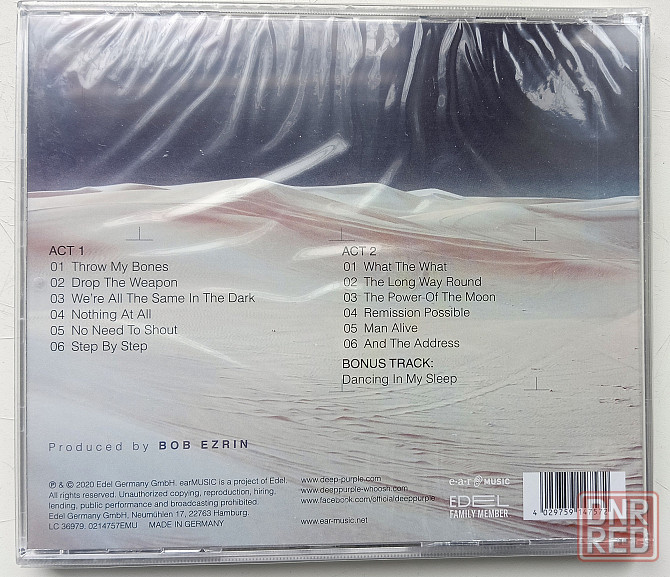 ACT 1
01 Throw My Bones
02 Drop The Weapon
03 We're All The Same In The Dark
04 Nothing At All
05 No Need To Shout
06 Step By Step
ACT 2
01 What The What
02 The Long Way Round
03 The Power Of The Moon
04 Remission Possible
05 Man Alive
06 And The Address
BONUS TRACK:
Dancing In My Sleep
Produced by BOB EZRIN
℗ & © 2020 Edel Germany GmbH. earMUSIC is a project of Edel.
All rights reserved. Unauthorized copying, reproduction, hiring,
lending, public performance and broadcasting prohibited
Edel Germany GmbH, Neumühlen 17, 22763 Hamburg.
LC 36979. 0214757EMU MADE IN GERMANY
www.deep-purple.com
www.deeppurple-whoosh.com
www.facebook.com/officialdeeppurple
www.ear-music.net
e·a·r MUSIC
EDEL
FAMILY MEMBER
4 029759 147572
DNR
RED